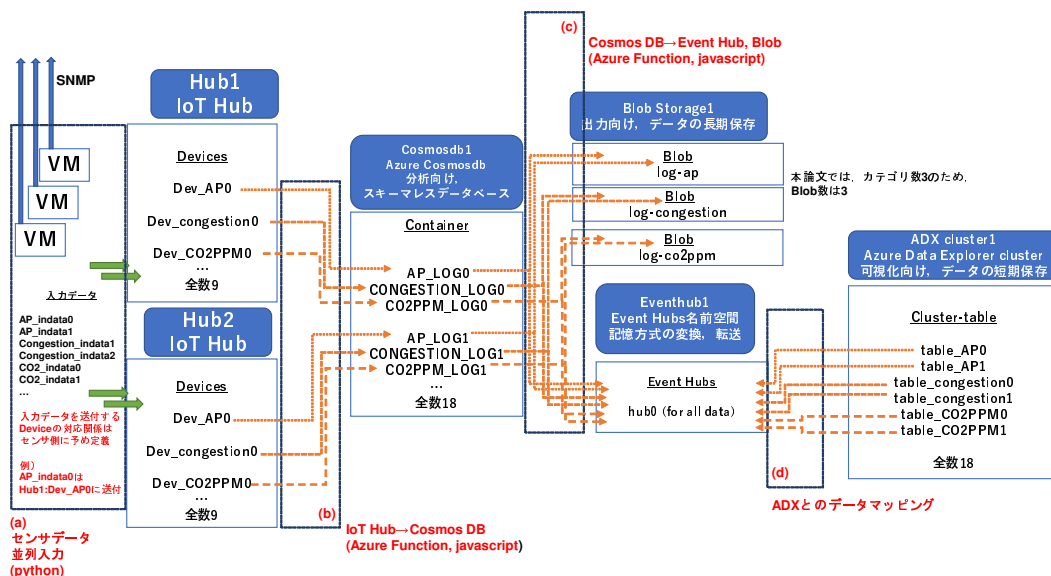 SNMP
VM
VM
VM
入力データ
AP_indata0
AP_indata1
Congestion_indata1
Congestion_indata2
CO2_indata0
CO2_indata1
...
入力データを送付する
Deviceの対応関係は
センサ側に予め定義
例）
AP_indata0は
Hub1:Dev_AP0に送付
(a)
センサデータ
並列入力
(python)
Hub1
IoT Hub
Devices
Dev_AP0
Dev_congestion0
Dev_CO2PPM0
...
全数9
Hub2
IoT Hub
Devices
Dev_AP0
Dev_congestion0
Dev_CO2PPM0
...
全数9
(b)
IoT Hub→Cosmos DB
(Azure Function, javascript)
Cosmosdb1
Azure Cosmosdb
分析向け，
スキーマレスデータベース
Container
AP_LOG0
CONGESTION_LOG0
CO2PPM_LOG0
AP_LOG1
CONGESTION_LOG1
CO2PPM_LOG1
...
全数18
(c)
Cosmos DB→Event Hub, Blob
(Azure Function, javascript)
Blob Storage1
出力向け，データの長期保存
Blob
log-ap
Blob
log-congestion
Blob
log-co2ppm
本論文では，カテゴリ数3のため，
Blob数は3
Eventhub1
Event Hubs名前空間
記憶方式の変換，転送
Event Hubs
hub0（for all data）
(d)
ADXとのデータマッピング
ADX cluster1
Azure Data Explorer cluster
可視化向け，データの短期保存
Cluster-table
table_AP0
table_AP1
table_congestion0
table_congestion1
table_CO2PPM0
table_CO2PPM1
全数18